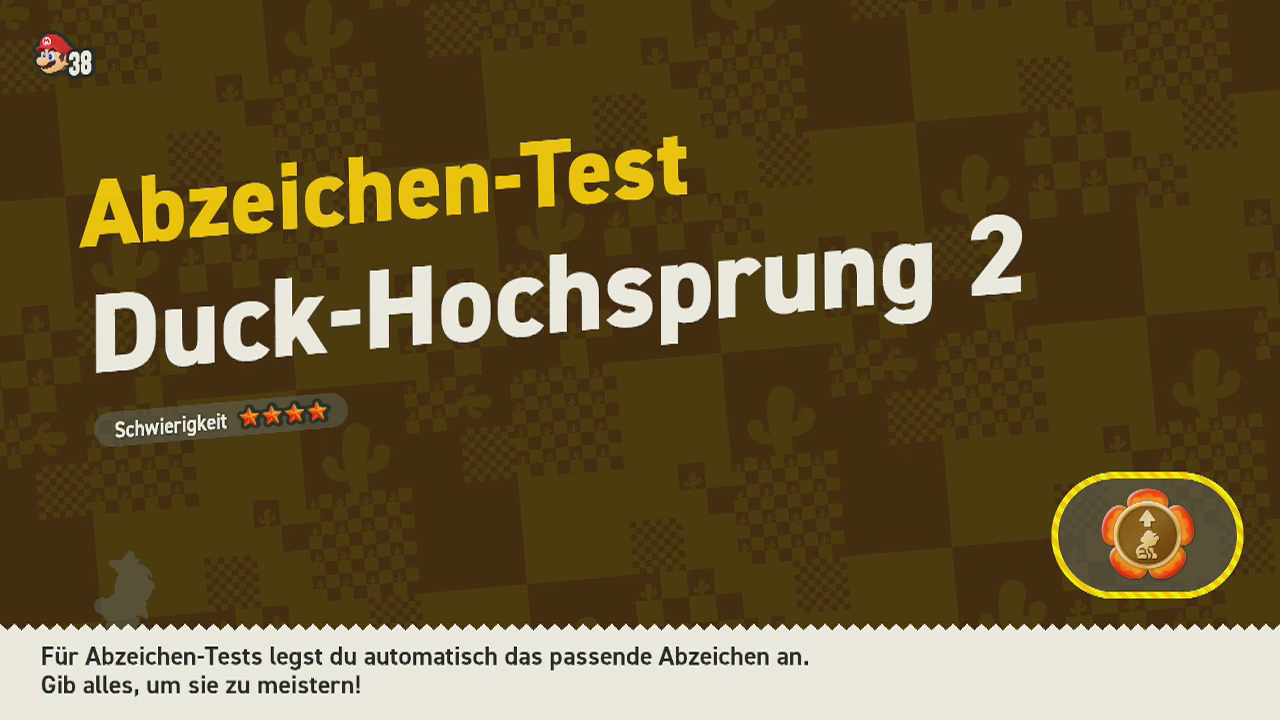 38
Abzeichen-Test
Duck-Hochsprung 2
Schwierigkeit
Für Abzeichen-Tests legst du automatisch das passende Abzeichen an.
Gib alles, um sie zu meistern!